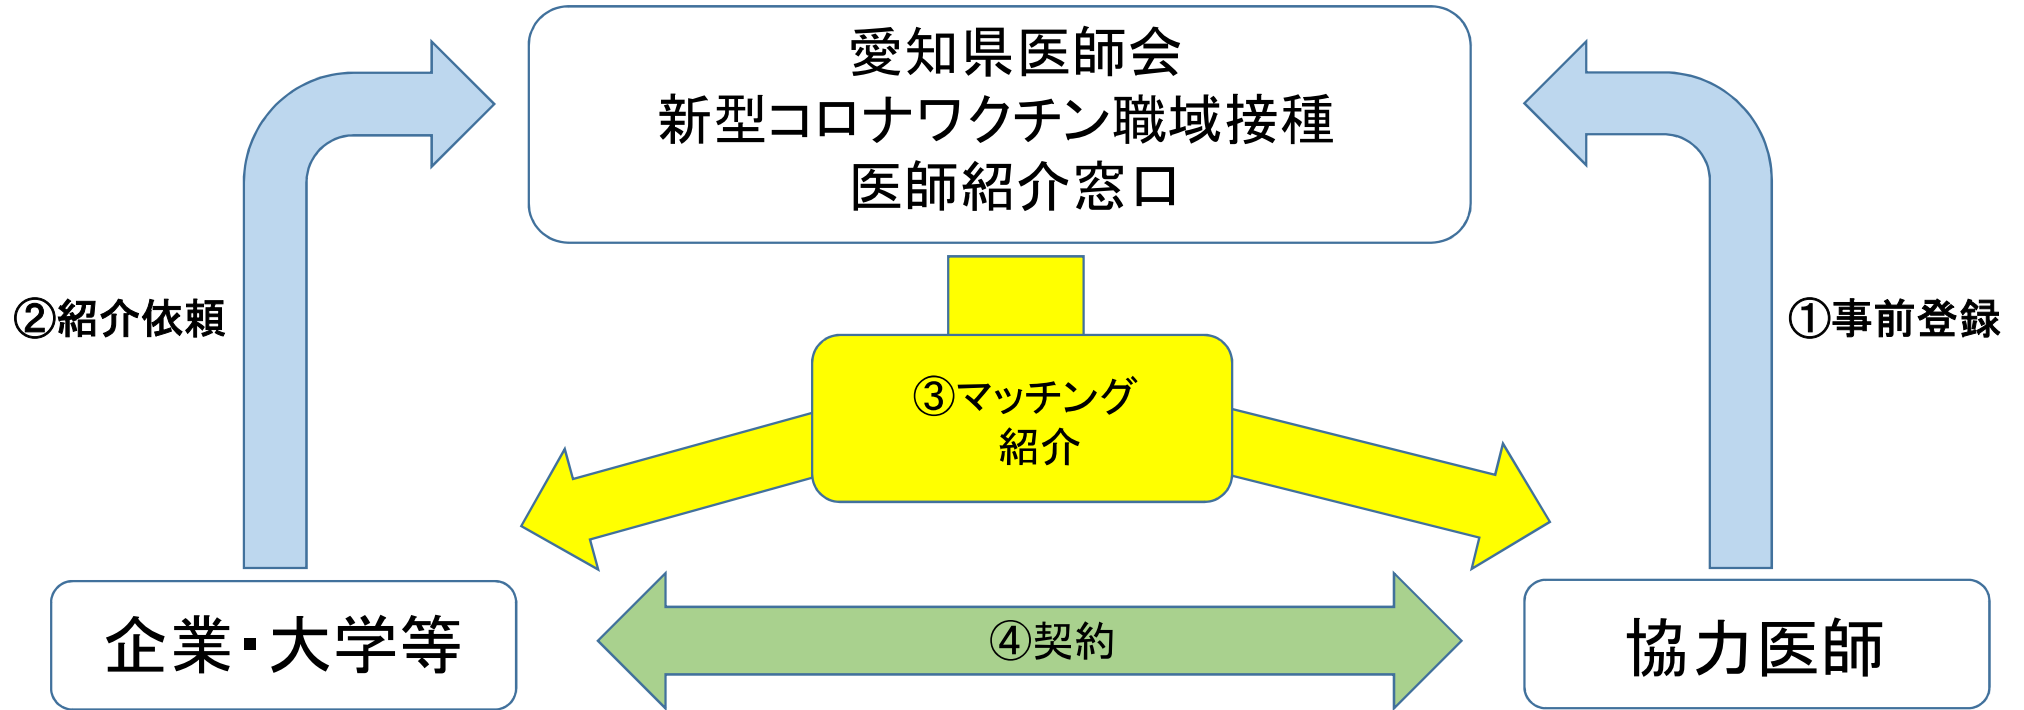 愛知県医師会
新型コロナワクチン職域接種
医師紹介窓口
②紹介依頼
①事前登録
③マッチング
紹介
企業・大学等
④契約
協力医師